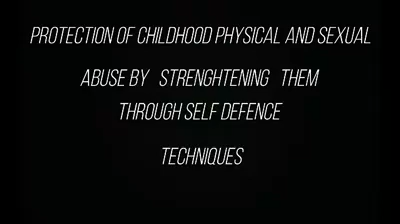 PROTECTION OF CHILDHOOD PHYSICAL AND SEXUAL
ABUSE BY STRENGHTENING THEM
THROUGH SELF DEFENCE
TECHNIQUES